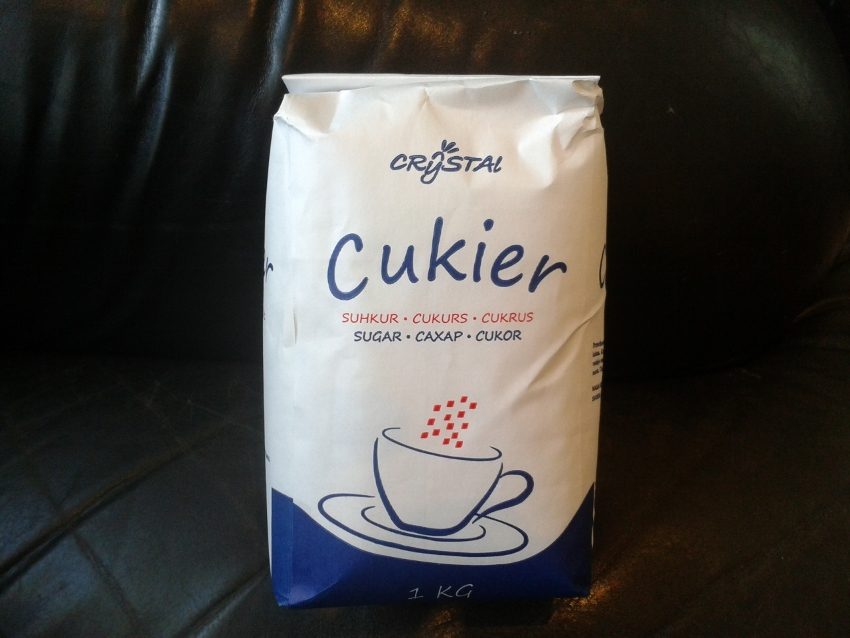 CRYSTAL
Cukier
SUHKUR • CUKURS • CUKRUS
SUGAR • CAXAP • CUKOR
1 KG